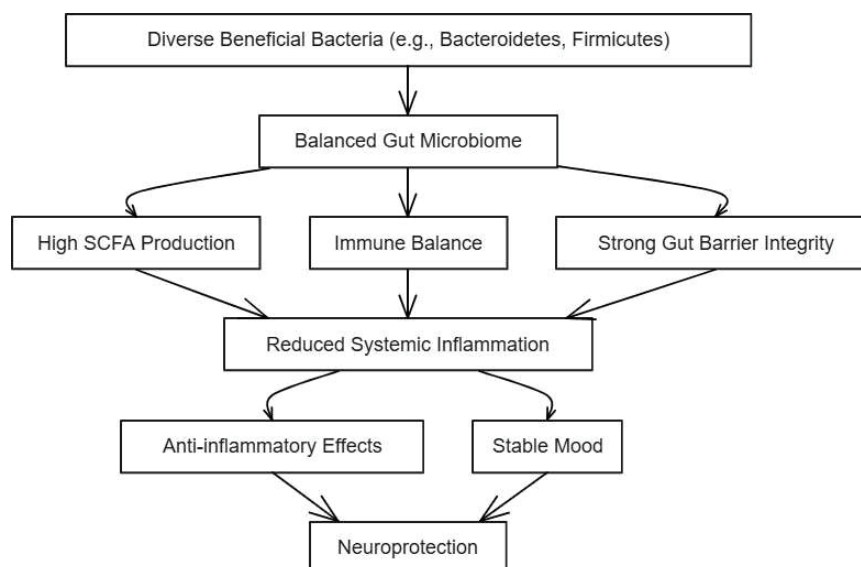 Diverse Beneficial Bacteria (e.g., Bacteroidetes, Firmicutes)
Balanced Gut Microbiome
High SCFA Production
Immune Balance
Strong Gut Barrier Integrity
Reduced Systemic Inflammation
Anti-inflammatory Effects
Stable Mood
Neuroprotection